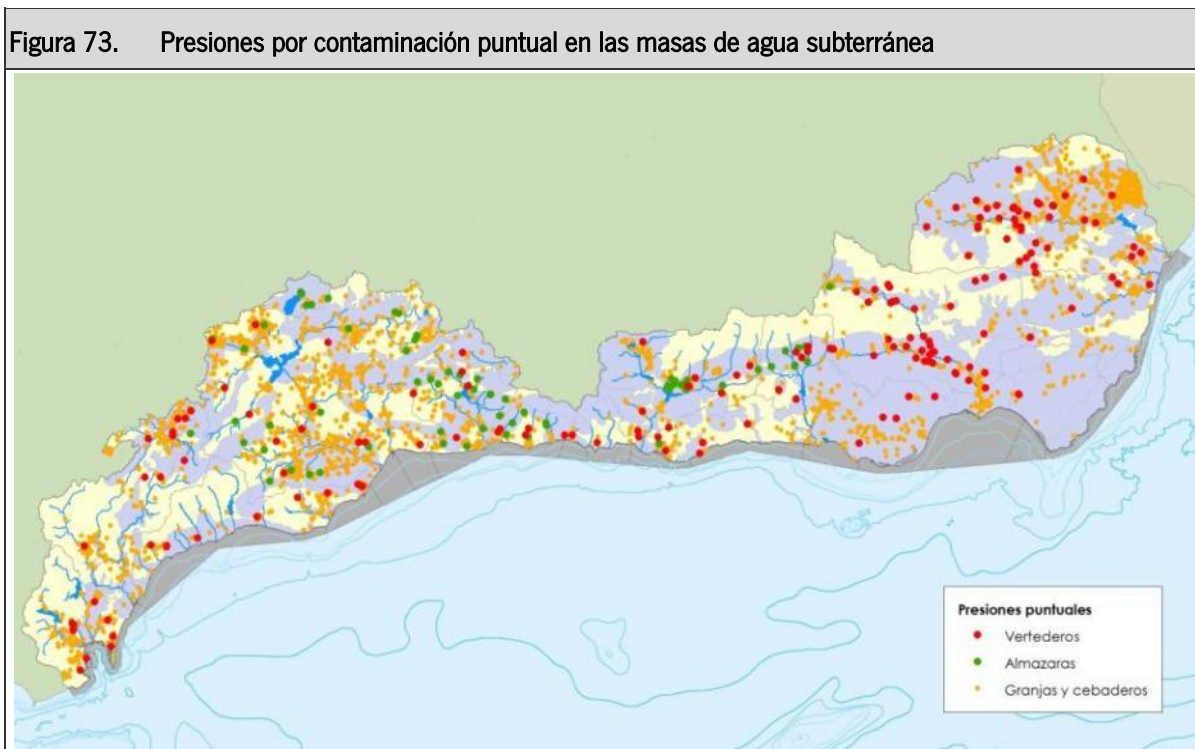 Figura 73. Presiones por contaminación puntual en las masas de agua subterránea
Presiones puntuales
Vertederos
Almazaras
Granjas y cebaderos